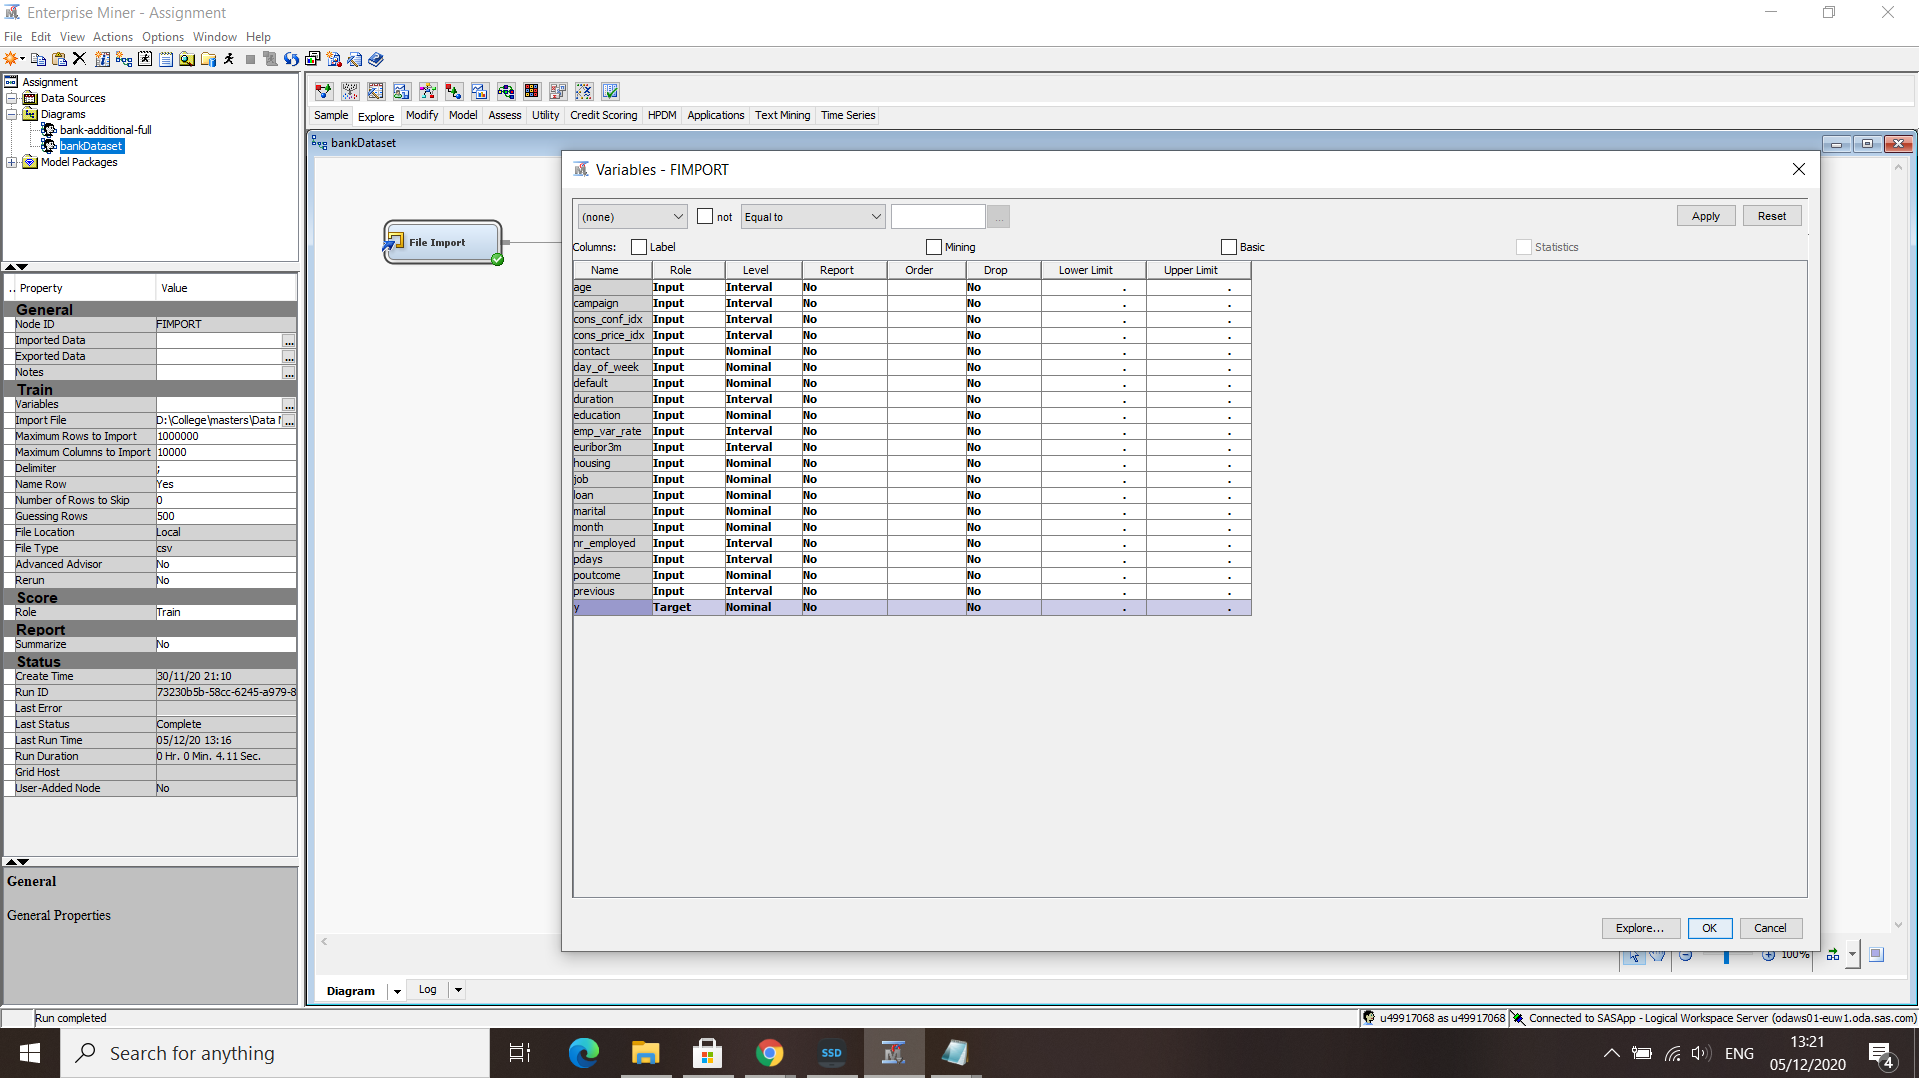 Enterprise Miner - Assignment
File Edit View Actions Options Window Help
Assignment
Data Sources
Diagrams
bank-additional-full
bankDataset
Model Packages
.. Property Value
General
Node ID FIMPORT
Imported Data ...
Exported Data ...
Notes ...
Train
Variables ...
Import File D:\College\masters\Data ...
Maximum Rows to Import 1000000
Maximum Columns to Import 10000
Delimiter ;
Name Row Yes
Number of Rows to Skip 0
Guessing Rows 500
File Location Local
File Type csv
Advanced Advisor No
Rerun No
Score
Role Train
Report
Summarize No
Status
Create Time 30/11/20 21:10
Run ID 73230b5b-58cc-6245-a979-8
Last Error
Last Status Complete
Last Run Time 05/12/20 13:16
Run Duration 0 Hr. 0 Min. 4.11 Sec.
Grid Host
User-Added Node No
General
General Properties
Sample Explore Modify Model Assess Utility Credit Scoring HPDM Applications Text Mining Time Series
bankDataset
File Import
Variables - FIMPORT
(none) not Equal to ... Apply Reset
Columns: Label Mining Basic Statistics
Name Role Level Report Order Drop Lower Limit Upper Limit
age Input Interval No No . .
campaign Input Interval No No . .
cons_conf_idx Input Interval No No . .
cons_price_idx Input Interval No No . .
contact Input Nominal No No . .
day_of_week Input Nominal No No . .
default Input Nominal No No . .
duration Input Interval No No . .
education Input Nominal No No . .
emp_var_rate Input Interval No No . .
euribor3m Input Interval No No . .
housing Input Nominal No No . .
job Input Nominal No No . .
loan Input Nominal No No . .
marital Input Nominal No No . .
month Input Nominal No No . .
nr_employed Input Interval No No . .
pdays Input Interval No No . .
poutcome Input Nominal No No . .
previous Input Interval No No . .
y Target Nominal No No . .
Explore... OK Cancel
100%
Diagram Log
Run completed
u49917068 as u49917068 Connected to SASApp - Logical Workspace Server (odaws01-euw1.oda.sas.com)
Search for anything
SSD
ENG
13:21
05/12/2020
4